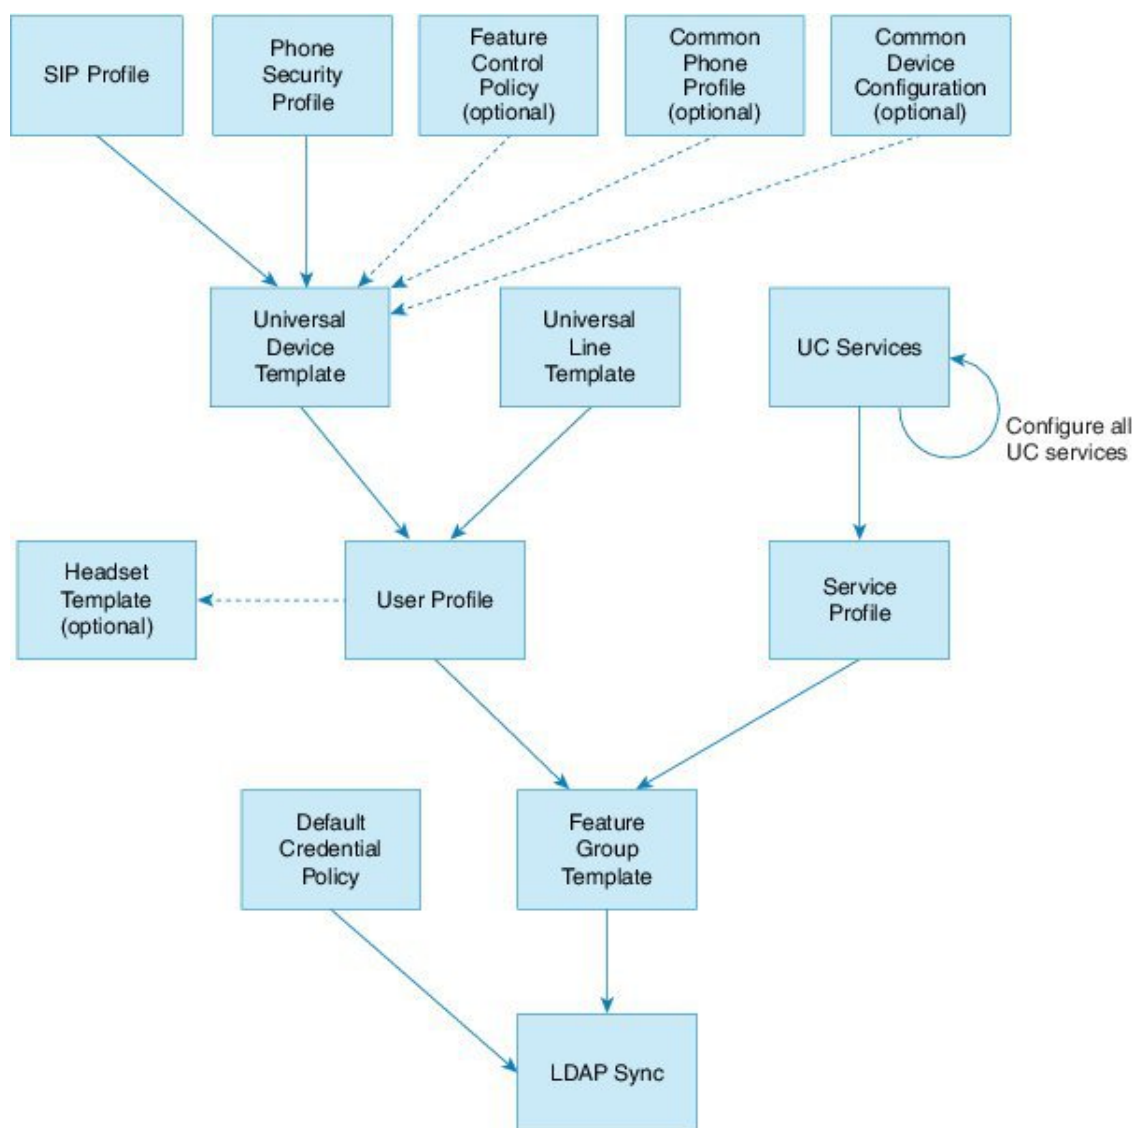 SIP Profile
Phone
Security
Profile
Feature
Control
Policy
(optional)
Common
Phone
Profile
(optional)
Common
Device
Configuration
(optional)
Universal
Device
Template
Universal
Line
Template
UC Services
Configure all
UC services
Headset
Template
(optional)
User Profile
Service
Profile
Default
Credential
Policy
Feature
Group
Template
LDAP Sync